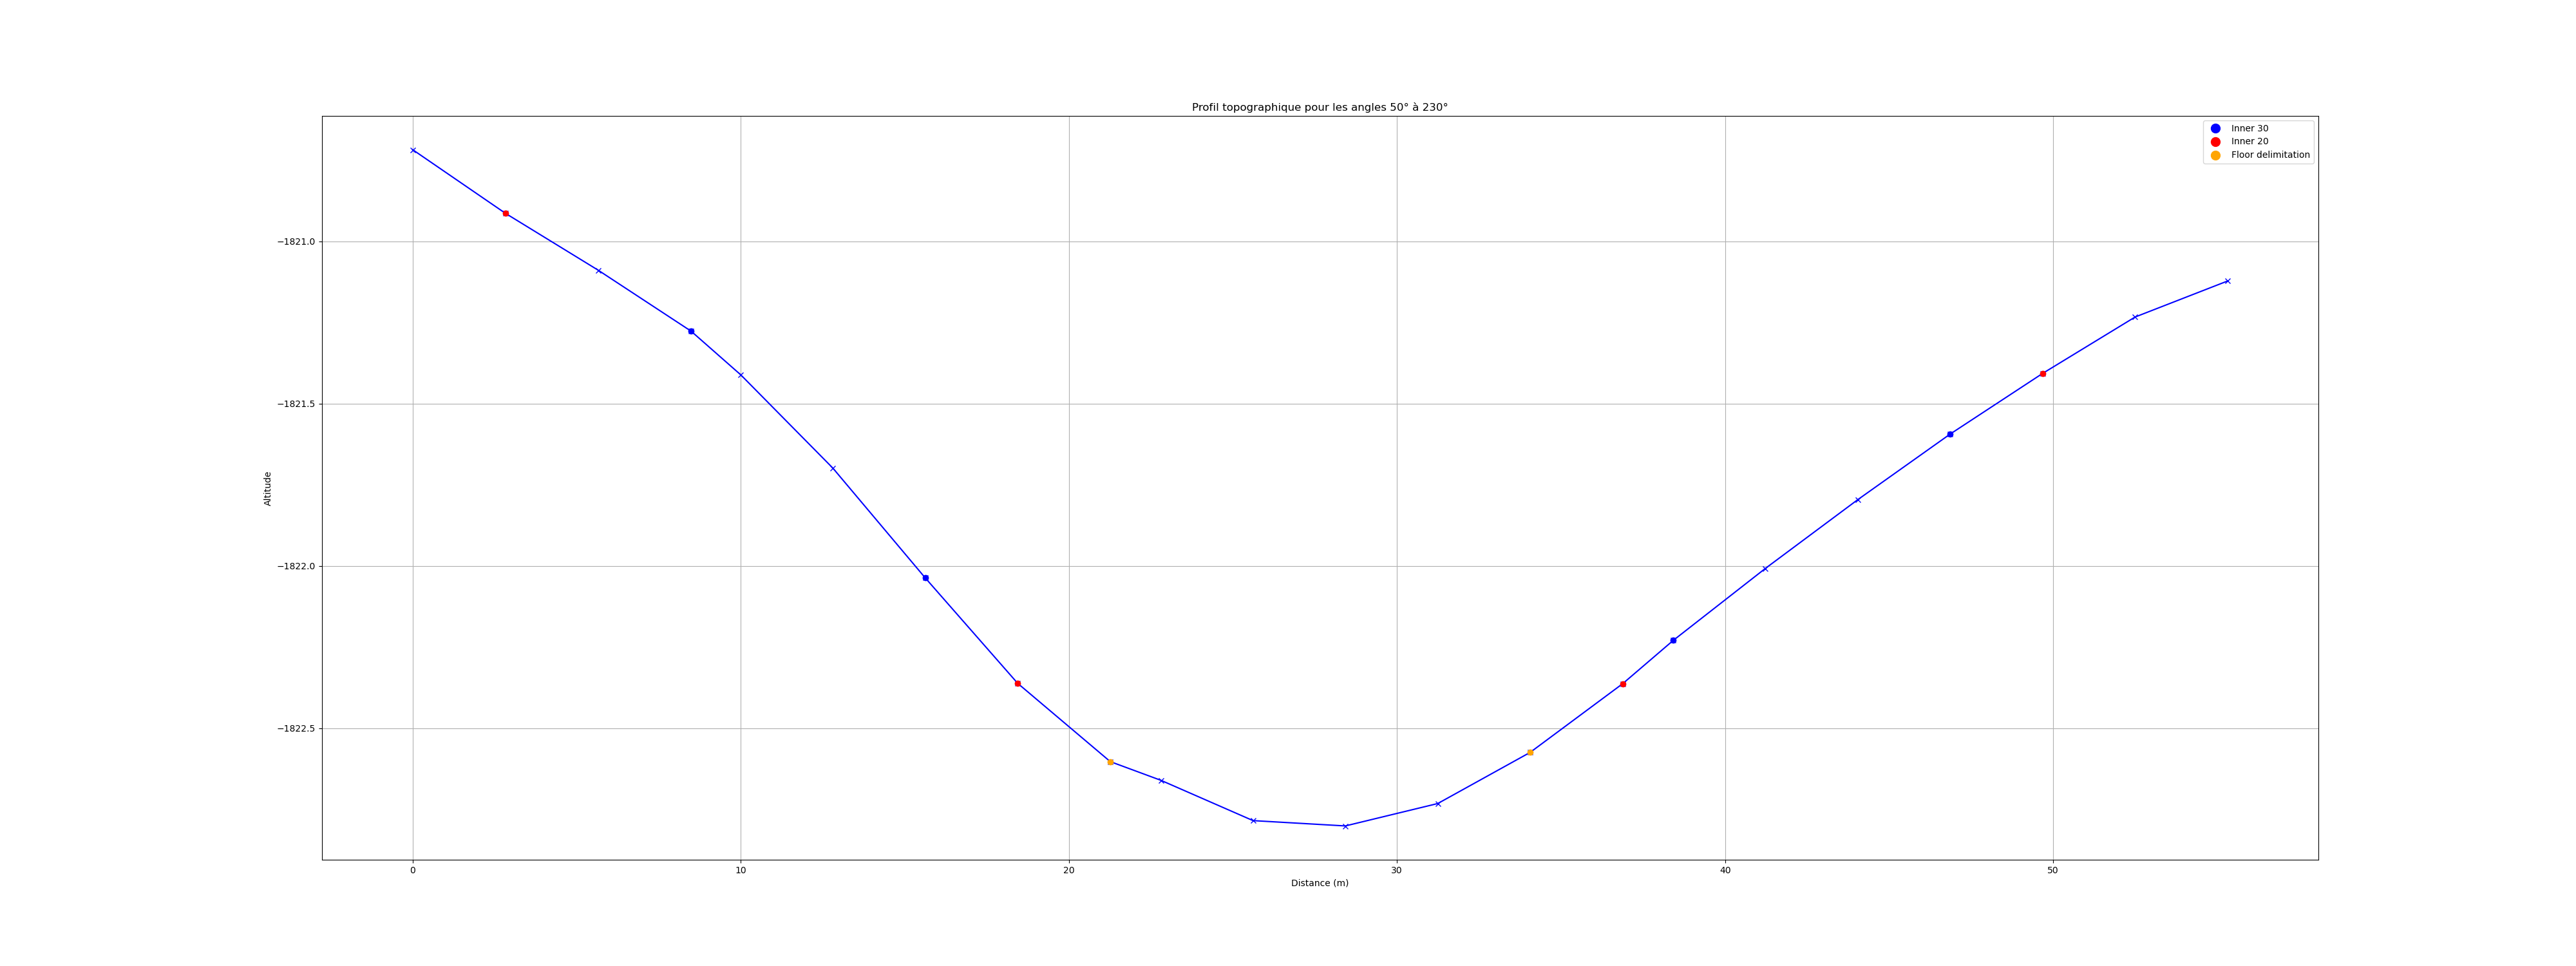 Profil topographique pour les angles 50° à 230°
Inner 30
Inner 20
Floor delimitation
−1821.0
−1821.5
−1822.0
−1822.5
Altitude
0 10 20 30 40 50
Distance (m)